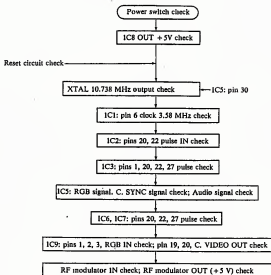 Power switch check
IC8 OUT +5V check
Reset circuit check
XTAL 10.738 MHz output check
IC5: pin 30
IC1: pin 6 clock 3.58 MHz check
IC2: pins 20, 22 pulse IN check
IC3: pins 1, 20, 22, 27 pulse check
IC5: RGB signal. C. SYNC signal check; Audio signal check
IC6, IC7: pins 20, 22, 27 pulse check
IC9: pins 1, 2, 3, RGB IN check; pin 19, 20, C. VIDEO OUT check
RF modulator IN check; RF modulator OUT (+5 V) check